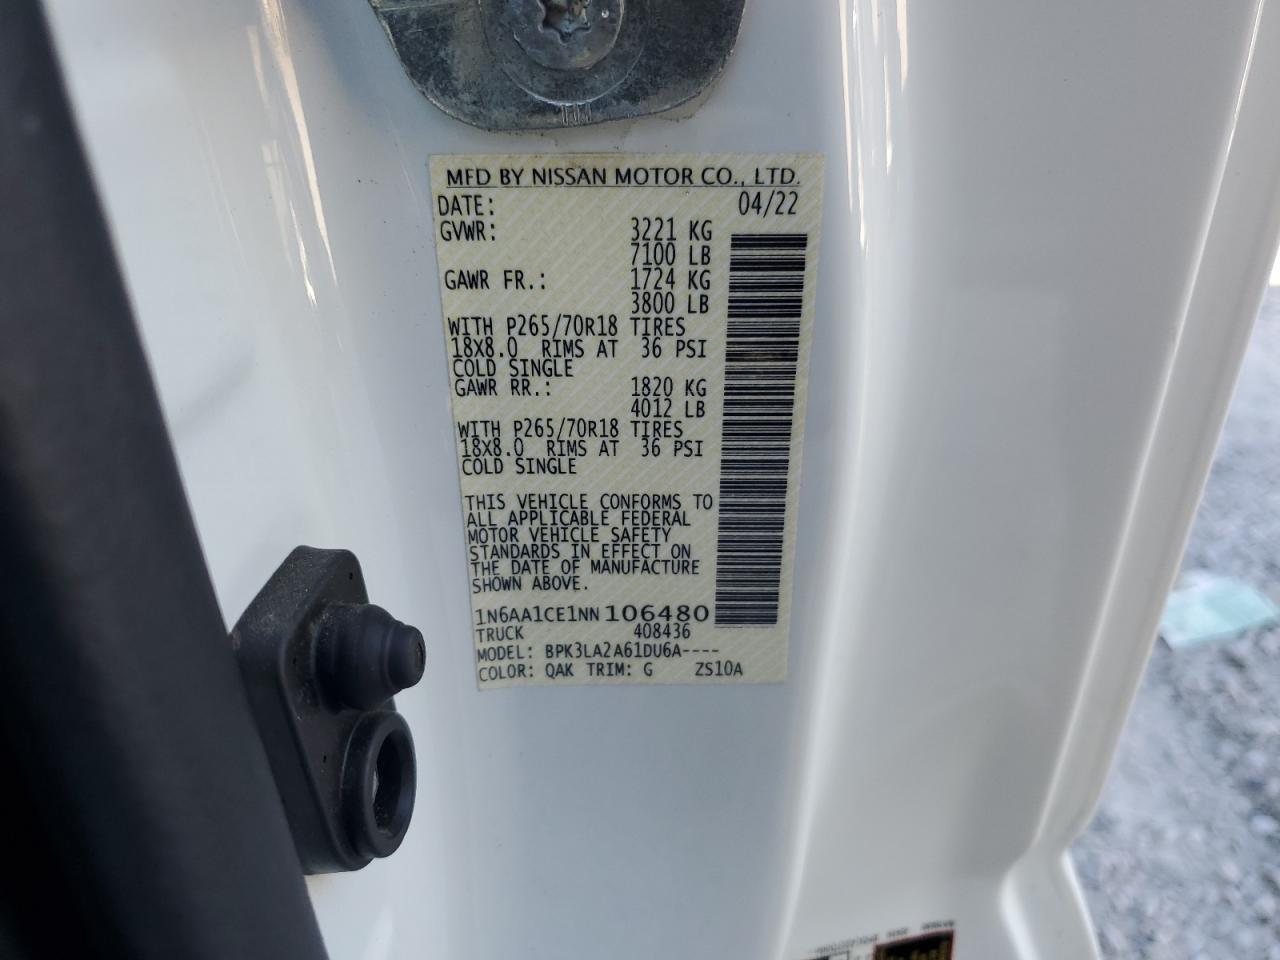 MFD BY NISSAN MOTOR CO., LTD.
DATE: 04/22
GVWR: 3221 KG
7100 LB
GAWR FR.: 1724 KG
3800 LB
WITH P265/70R18 TIRES
18X8.0 RIMS AT 36 PSI
COLD SINGLE
GAWR RR.: 1820 KG
4012 LB
WITH P265/70R18 TIRES
18X8.0 RIMS AT 36 PSI
COLD SINGLE
THIS VEHICLE CONFORMS TO
ALL APPLICABLE FEDERAL
MOTOR VEHICLE SAFETY
STANDARDS IN EFFECT ON
THE DATE OF MANUFACTURE
SHOWN ABOVE.
1N6AA1CE1NN106480
TRUCK 408436
MODEL: BPK3LA2A61DU6A----
COLOR: QAK TRIM: G ZS10A